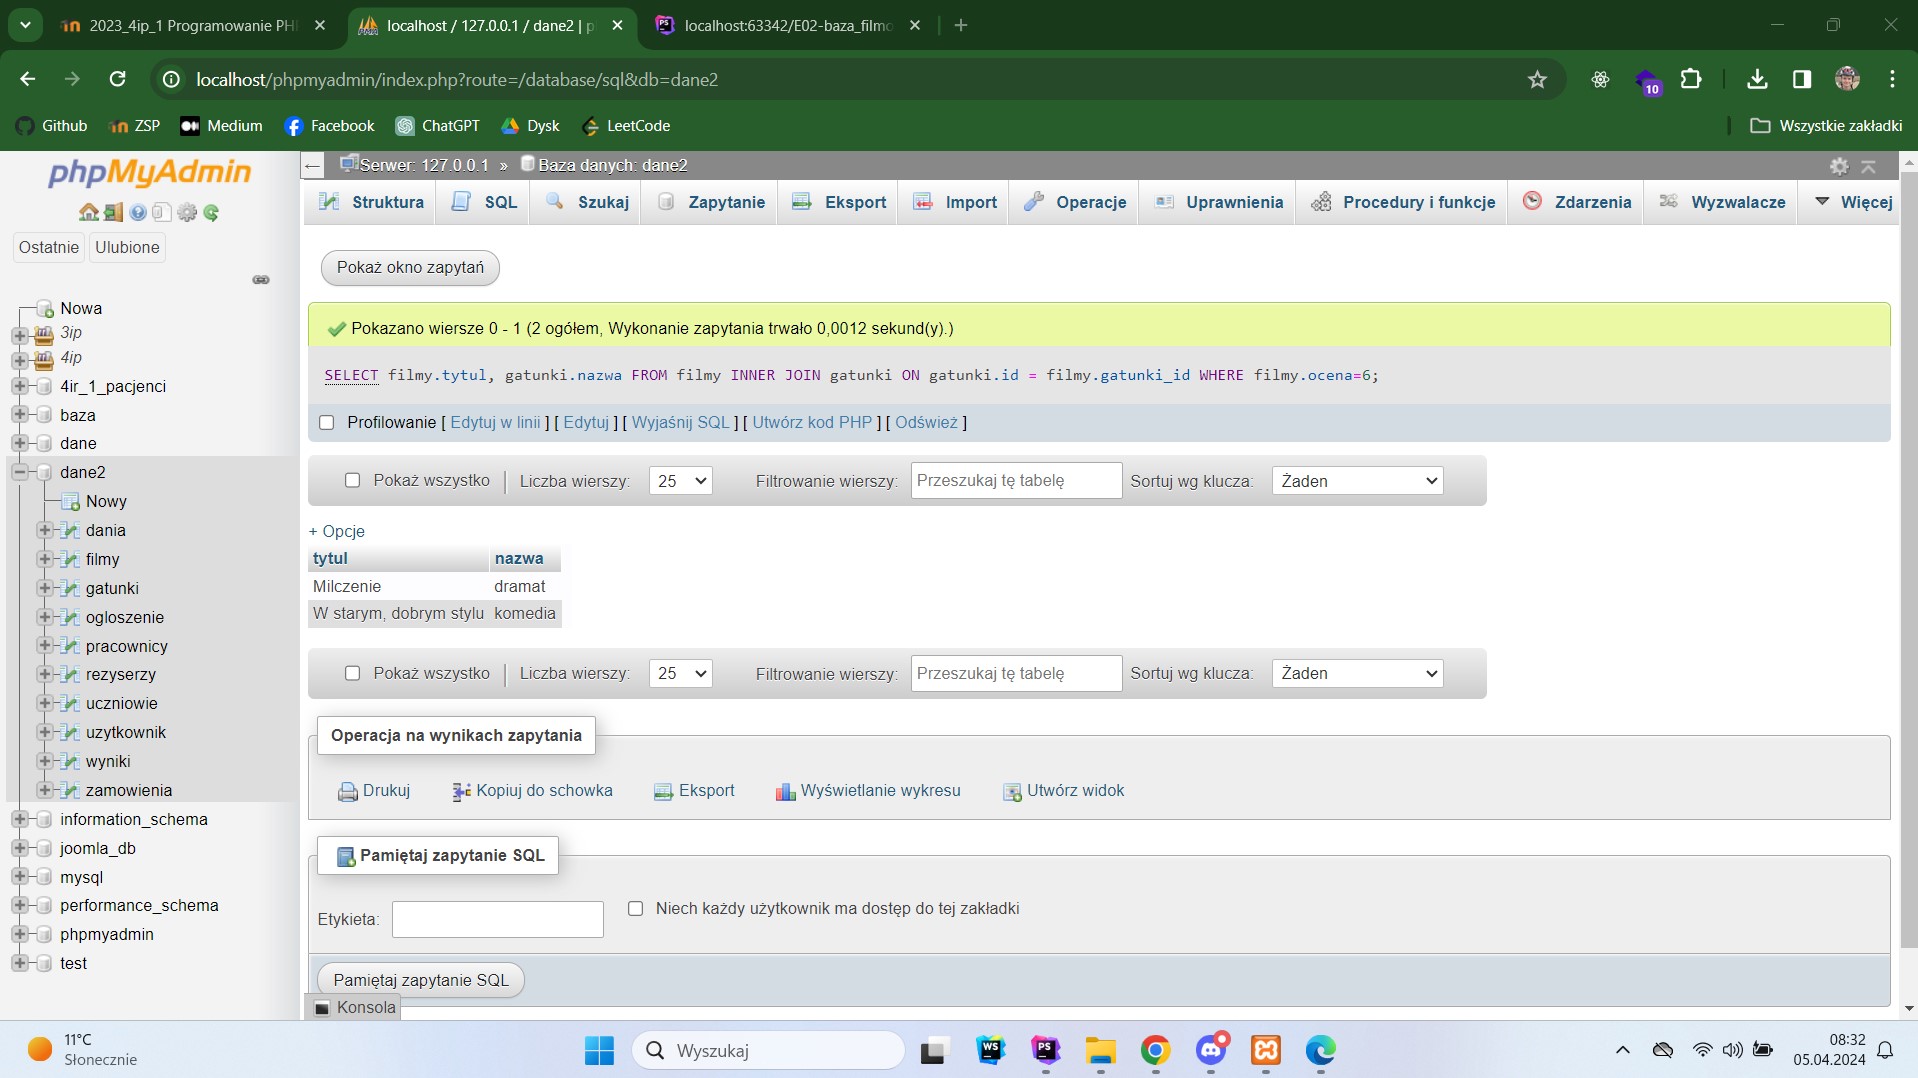 2023_4ip_1 Programowanie PH
localhost / 127.0.0.1 / dane2 | p
localhost:63342/E02-baza_filmo
localhost/phpmyadmin/index.php?route=/database/sql&db=dane2
10
Github
ZSP
Medium
Facebook
ChatGPT
Dysk
LeetCode
Wszystkie zakładki
phpMyAdmin
Ostatnie
Ulubione
Nowa
3ip
4ip
4ir_1_pacjenci
baza
dane
dane2
Nowy
dania
filmy
gatunki
ogloszenie
pracownicy
rezyserzy
uczniowie
uzytkownik
wyniki
zamowienia
information_schema
joomla_db
mysql
performance_schema
phpmyadmin
test
Serwer: 127.0.0.1 » Baza danych: dane2
Struktura
SQL
Szukaj
Zapytanie
Eksport
Import
Operacje
Uprawnienia
Procedury i funkcje
Zdarzenia
Wyzwalacze
Więcej
Pokaż okno zapytań
Pokazano wiersze 0 - 1 (2 ogółem, Wykonanie zapytania trwało 0,0012 sekund(y).)
SELECT filmy.tytul, gatunki.nazwa FROM filmy INNER JOIN gatunki ON gatunki.id = filmy.gatunki_id WHERE filmy.ocena=6;
Profilowanie [ Edytuj w linii ] [ Edytuj ] [ Wyjaśnij SQL ] [ Utwórz kod PHP ] [ Odśwież ]
Pokaż wszystko | Liczba wierszy: 25 Filtrowanie wierszy: Przeszukaj tę tabelę Sortuj wg klucza: Żaden
+ Opcje
tytul nazwa
Milczenie dramat
W starym, dobrym stylu komedia
Pokaż wszystko | Liczba wierszy: 25 Filtrowanie wierszy: Przeszukaj tę tabelę Sortuj wg klucza: Żaden
Operacja na wynikach zapytania
Drukuj
Kopiuj do schowka
Eksport
Wyświetlanie wykresu
Utwórz widok
Pamiętaj zapytanie SQL
Etykieta:
Niech każdy użytkownik ma dostęp do tej zakładki
Pamiętaj zapytanie SQL
Konsola
11°C
Słonecznie
Wyszukaj
WS
PS
08:32
05.04.2024